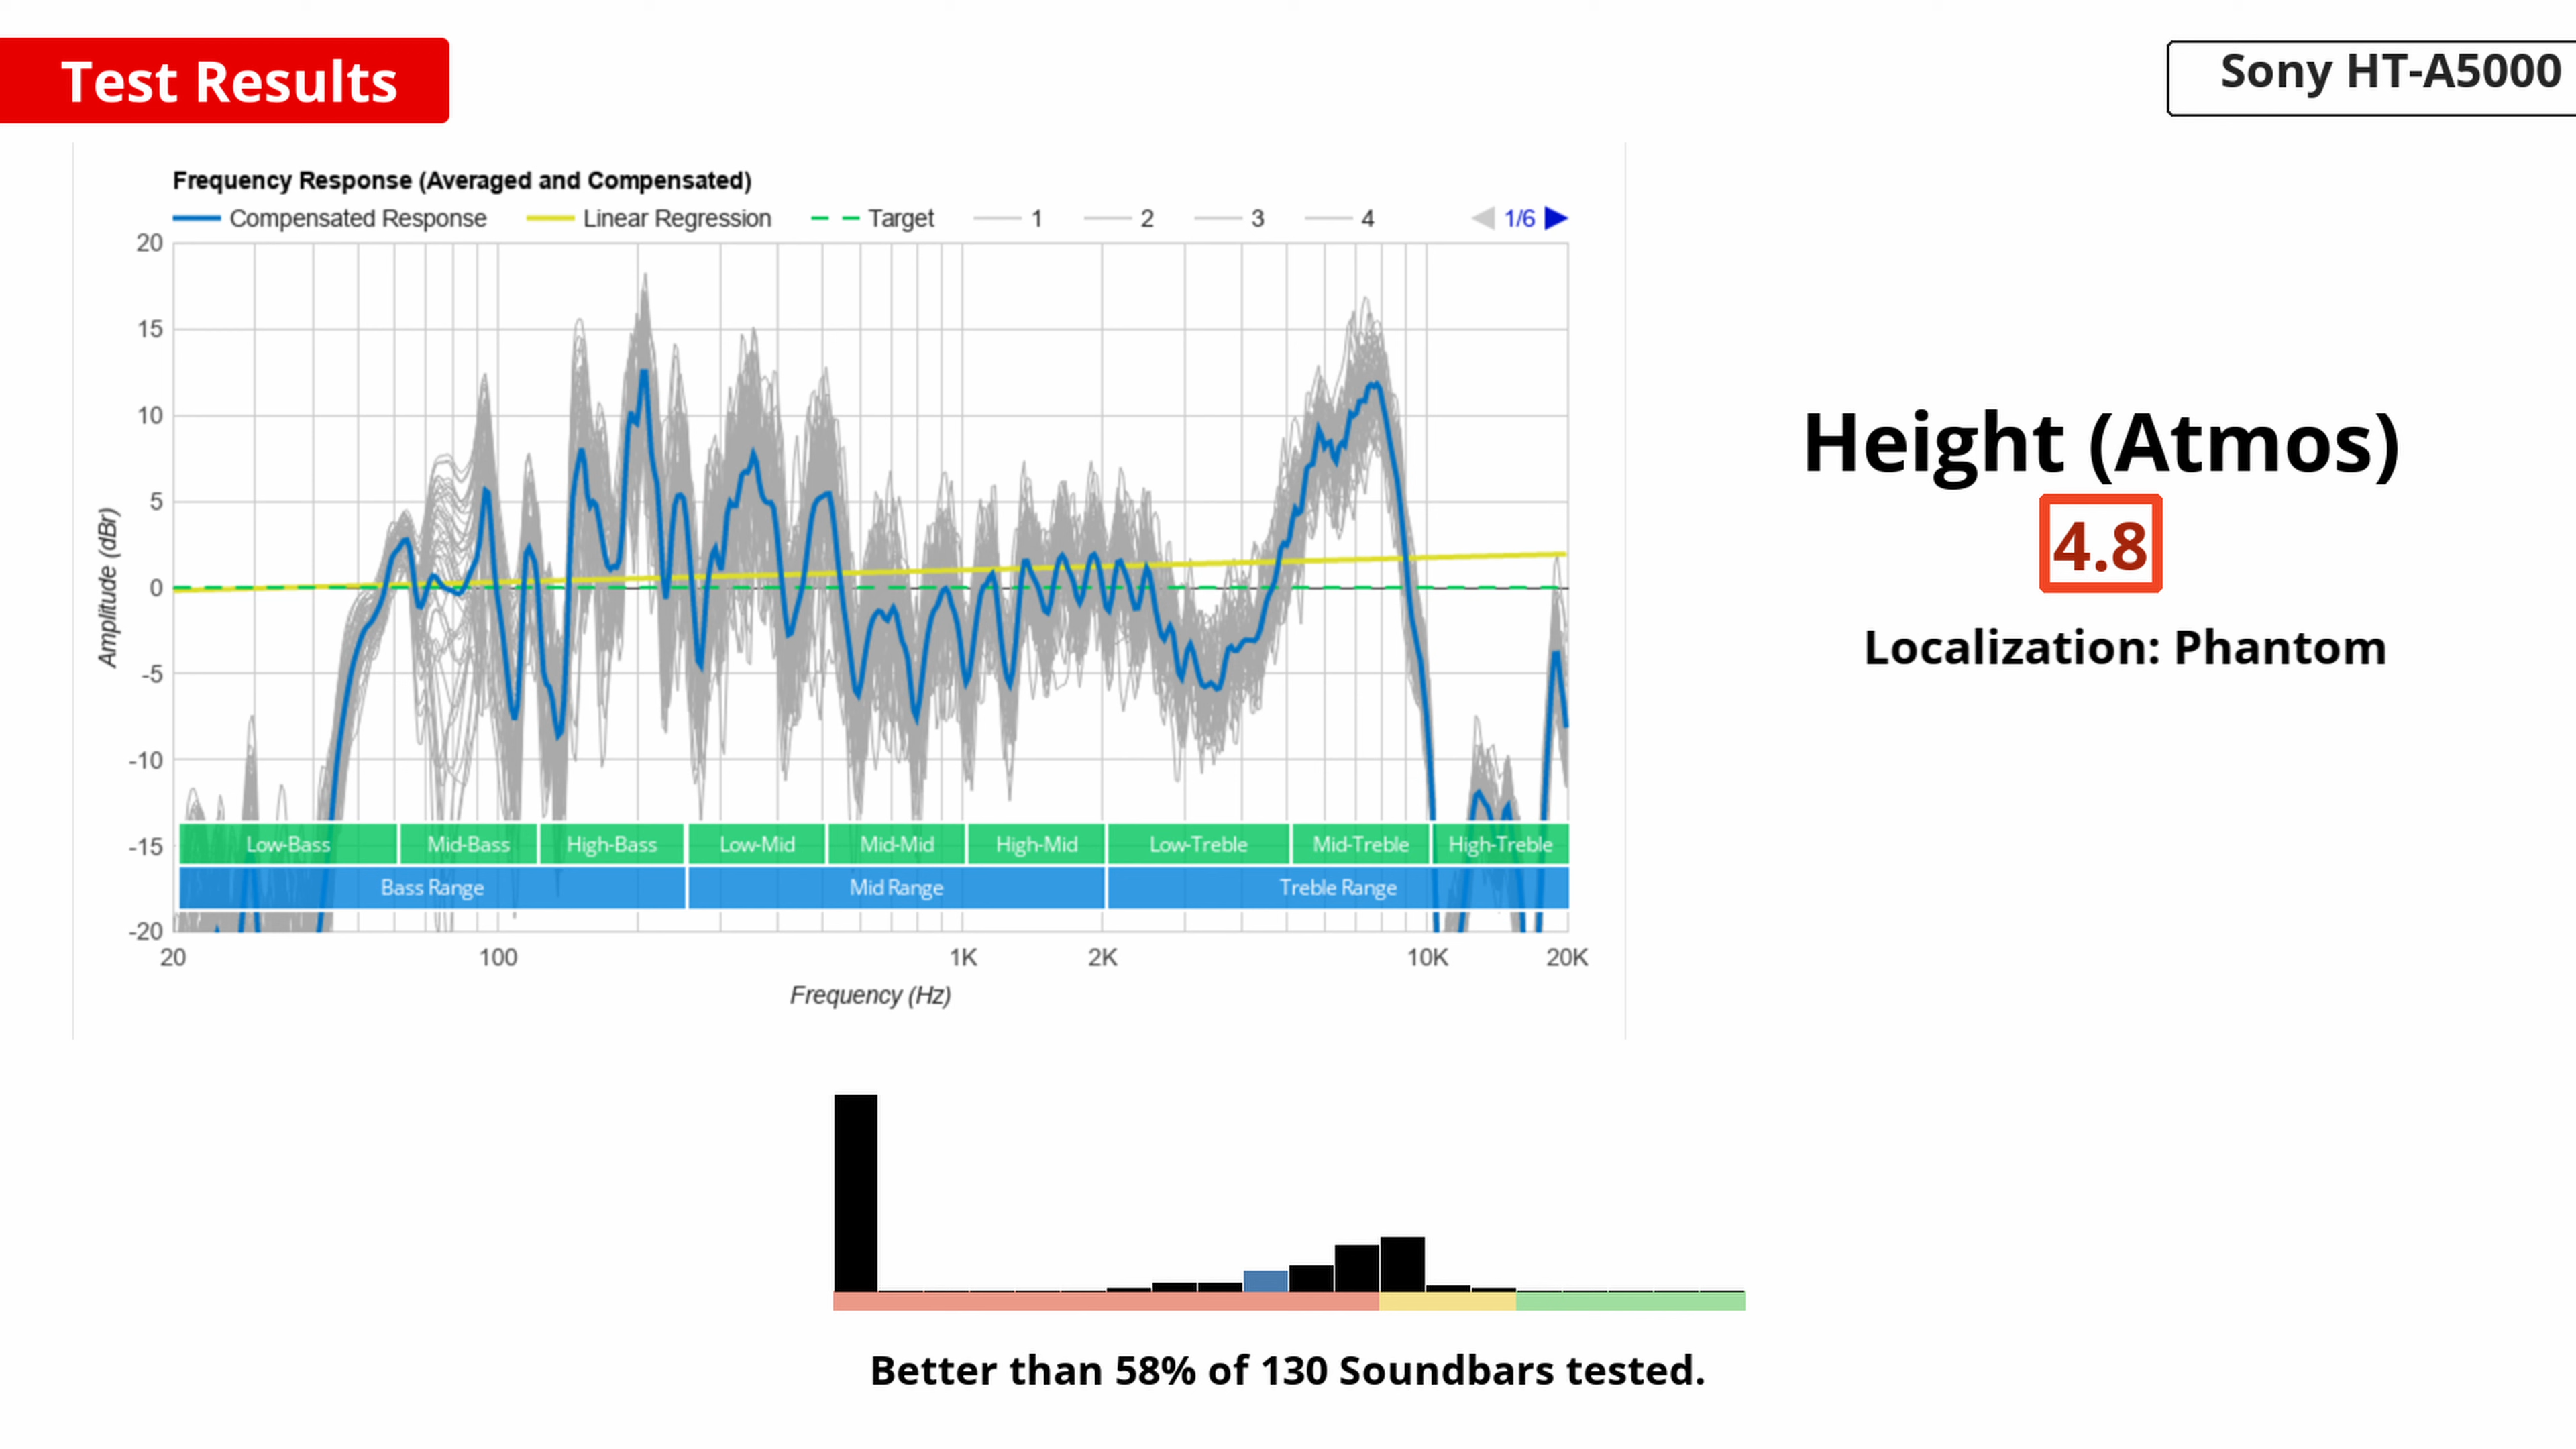 Test Results
Sony HT-A5000
Frequency Response (Averaged and Compensated)
Compensated Response Linear Regression Target 1 2 3 4 1/6
20
15
10
5
0
-5
-10
-15
-20
Amplitude (dBr)
Low-Bass Mid-Bass High-Bass Low-Mid Mid-Mid High-Mid Low-Treble Mid-Treble High-Treble
Bass Range Mid Range Treble Range
20 100 1K 2K 10K 20K
Frequency (Hz)
Height (Atmos)
4.8
Localization: Phantom
Better than 58% of 130 Soundbars tested.